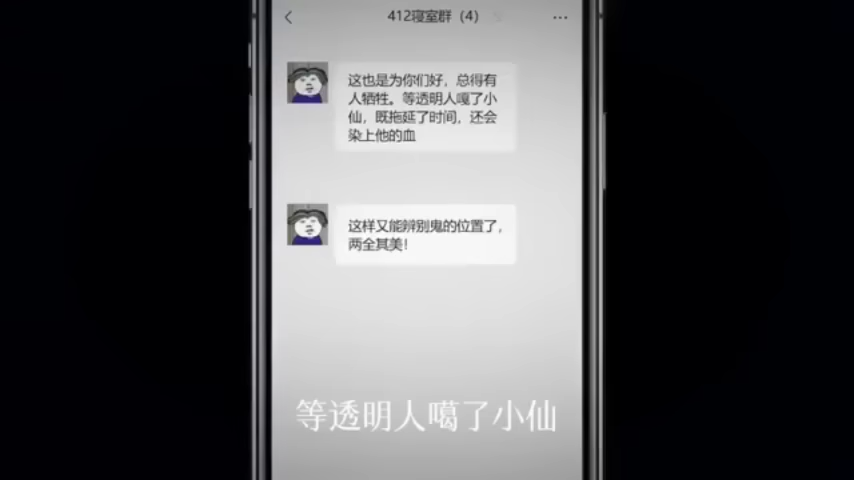 412寝室群（4）
这也是为你们好，总得有
人牺牲。等透明人嘎了小
仙，既拖延了时间，还会
染上他的血
这样又能辨别鬼的位置了，
两全其美！
等透明人噶了小仙